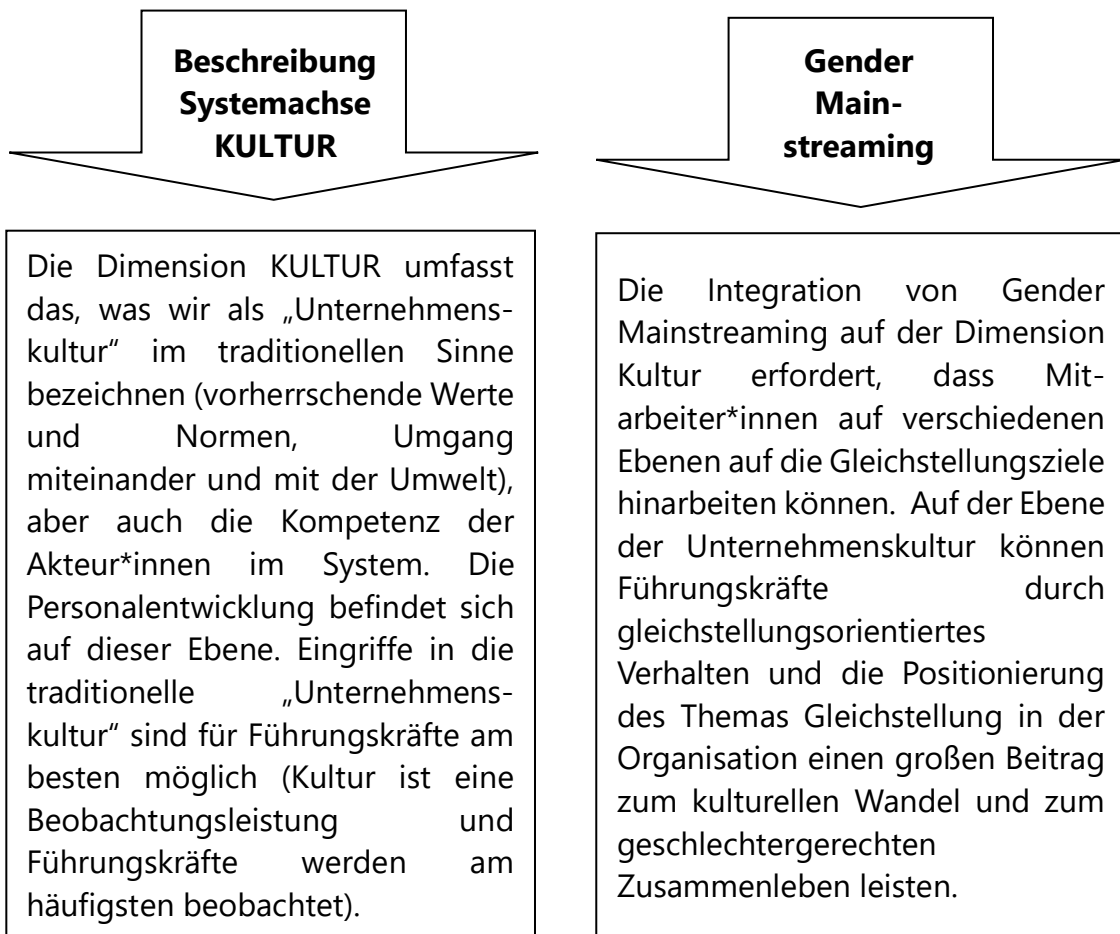 Beschreibung
Systemachse
KULTUR
Die Dimension KULTUR umfasst
das, was wir als „Unternehmens-
kultur“ im traditionellen Sinne
bezeichnen (vorherrschende Werte
und Normen, Umgang
miteinander und mit der Umwelt),
aber auch die Kompetenz der
Akteur*innen im System. Die
Personalentwicklung befindet sich
auf dieser Ebene. Eingriffe in die
traditionelle „Unternehmens-
kultur“ sind für Führungskräfte am
besten möglich (Kultur ist eine
Beobachtungsleistung und
Führungskräfte werden am
häufigsten beobachtet).
Gender
Main-
streaming
Die Integration von Gender
Mainstreaming auf der Dimension
Kultur erfordert, dass Mit-
arbeiter*innen auf verschiedenen
Ebenen auf die Gleichstellungsziele
hinarbeiten können. Auf der Ebene
der Unternehmenskultur können
Führungskräfte durch
gleichstellungsorientiertes
Verhalten und die Positionierung
des Themas Gleichstellung in der
Organisation einen großen Beitrag
zum kulturellen Wandel und zum
geschlechtergerechten
Zusammenleben leisten.